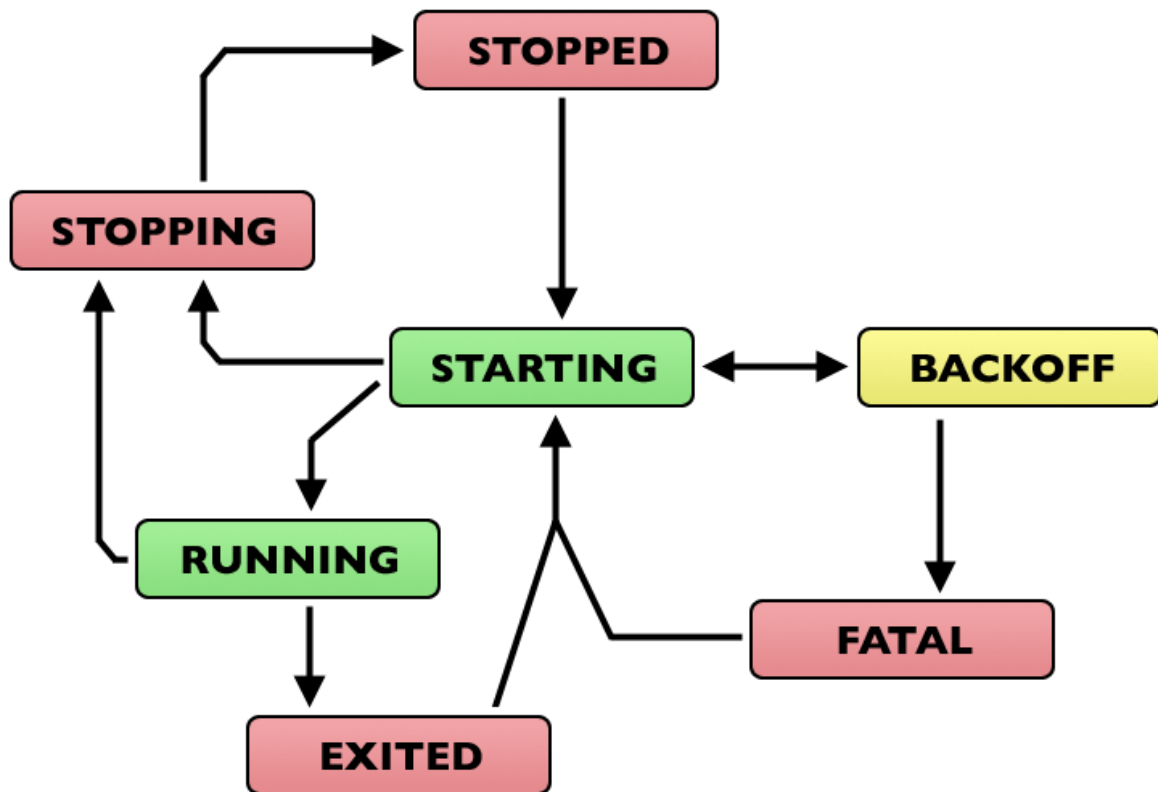 STOPPED
STOPPING
STARTING
BACKOFF
RUNNING
FATAL
EXITED